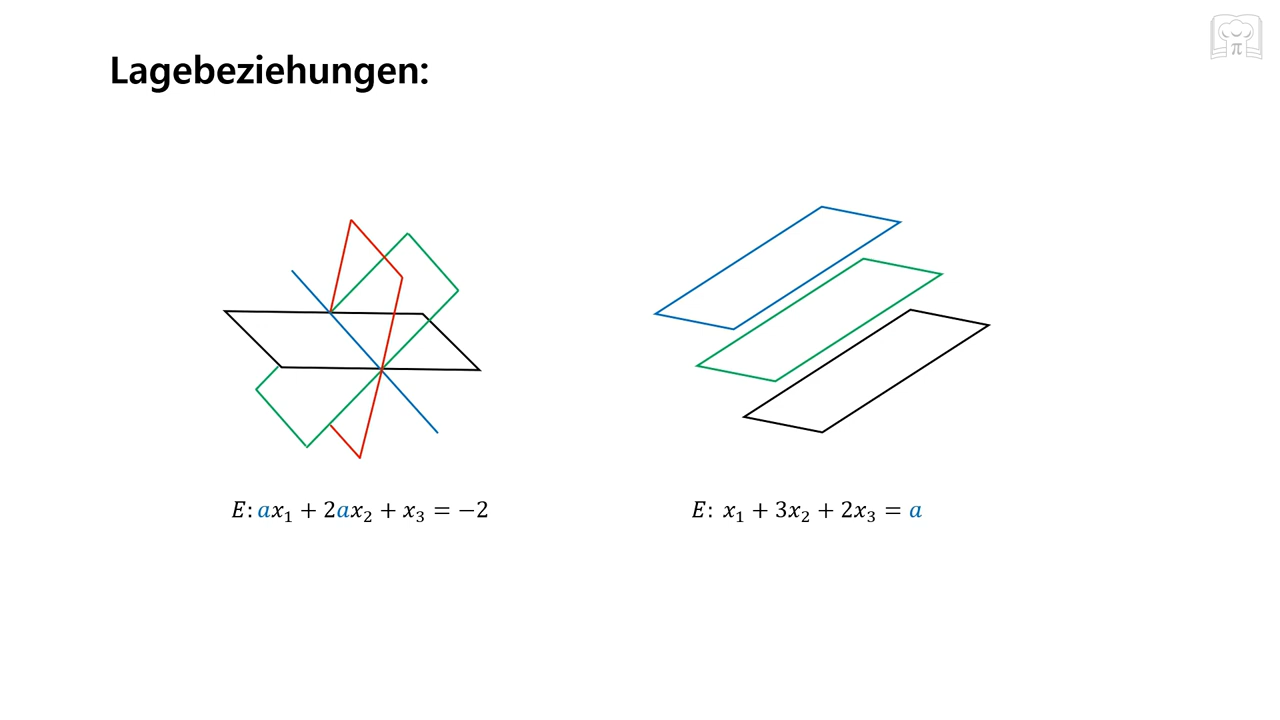 Lagebeziehungen:
E: ax₁ + 2ax₂ + x₃ = −2
E: x₁ + 3x₂ + 2x₃ = a
π